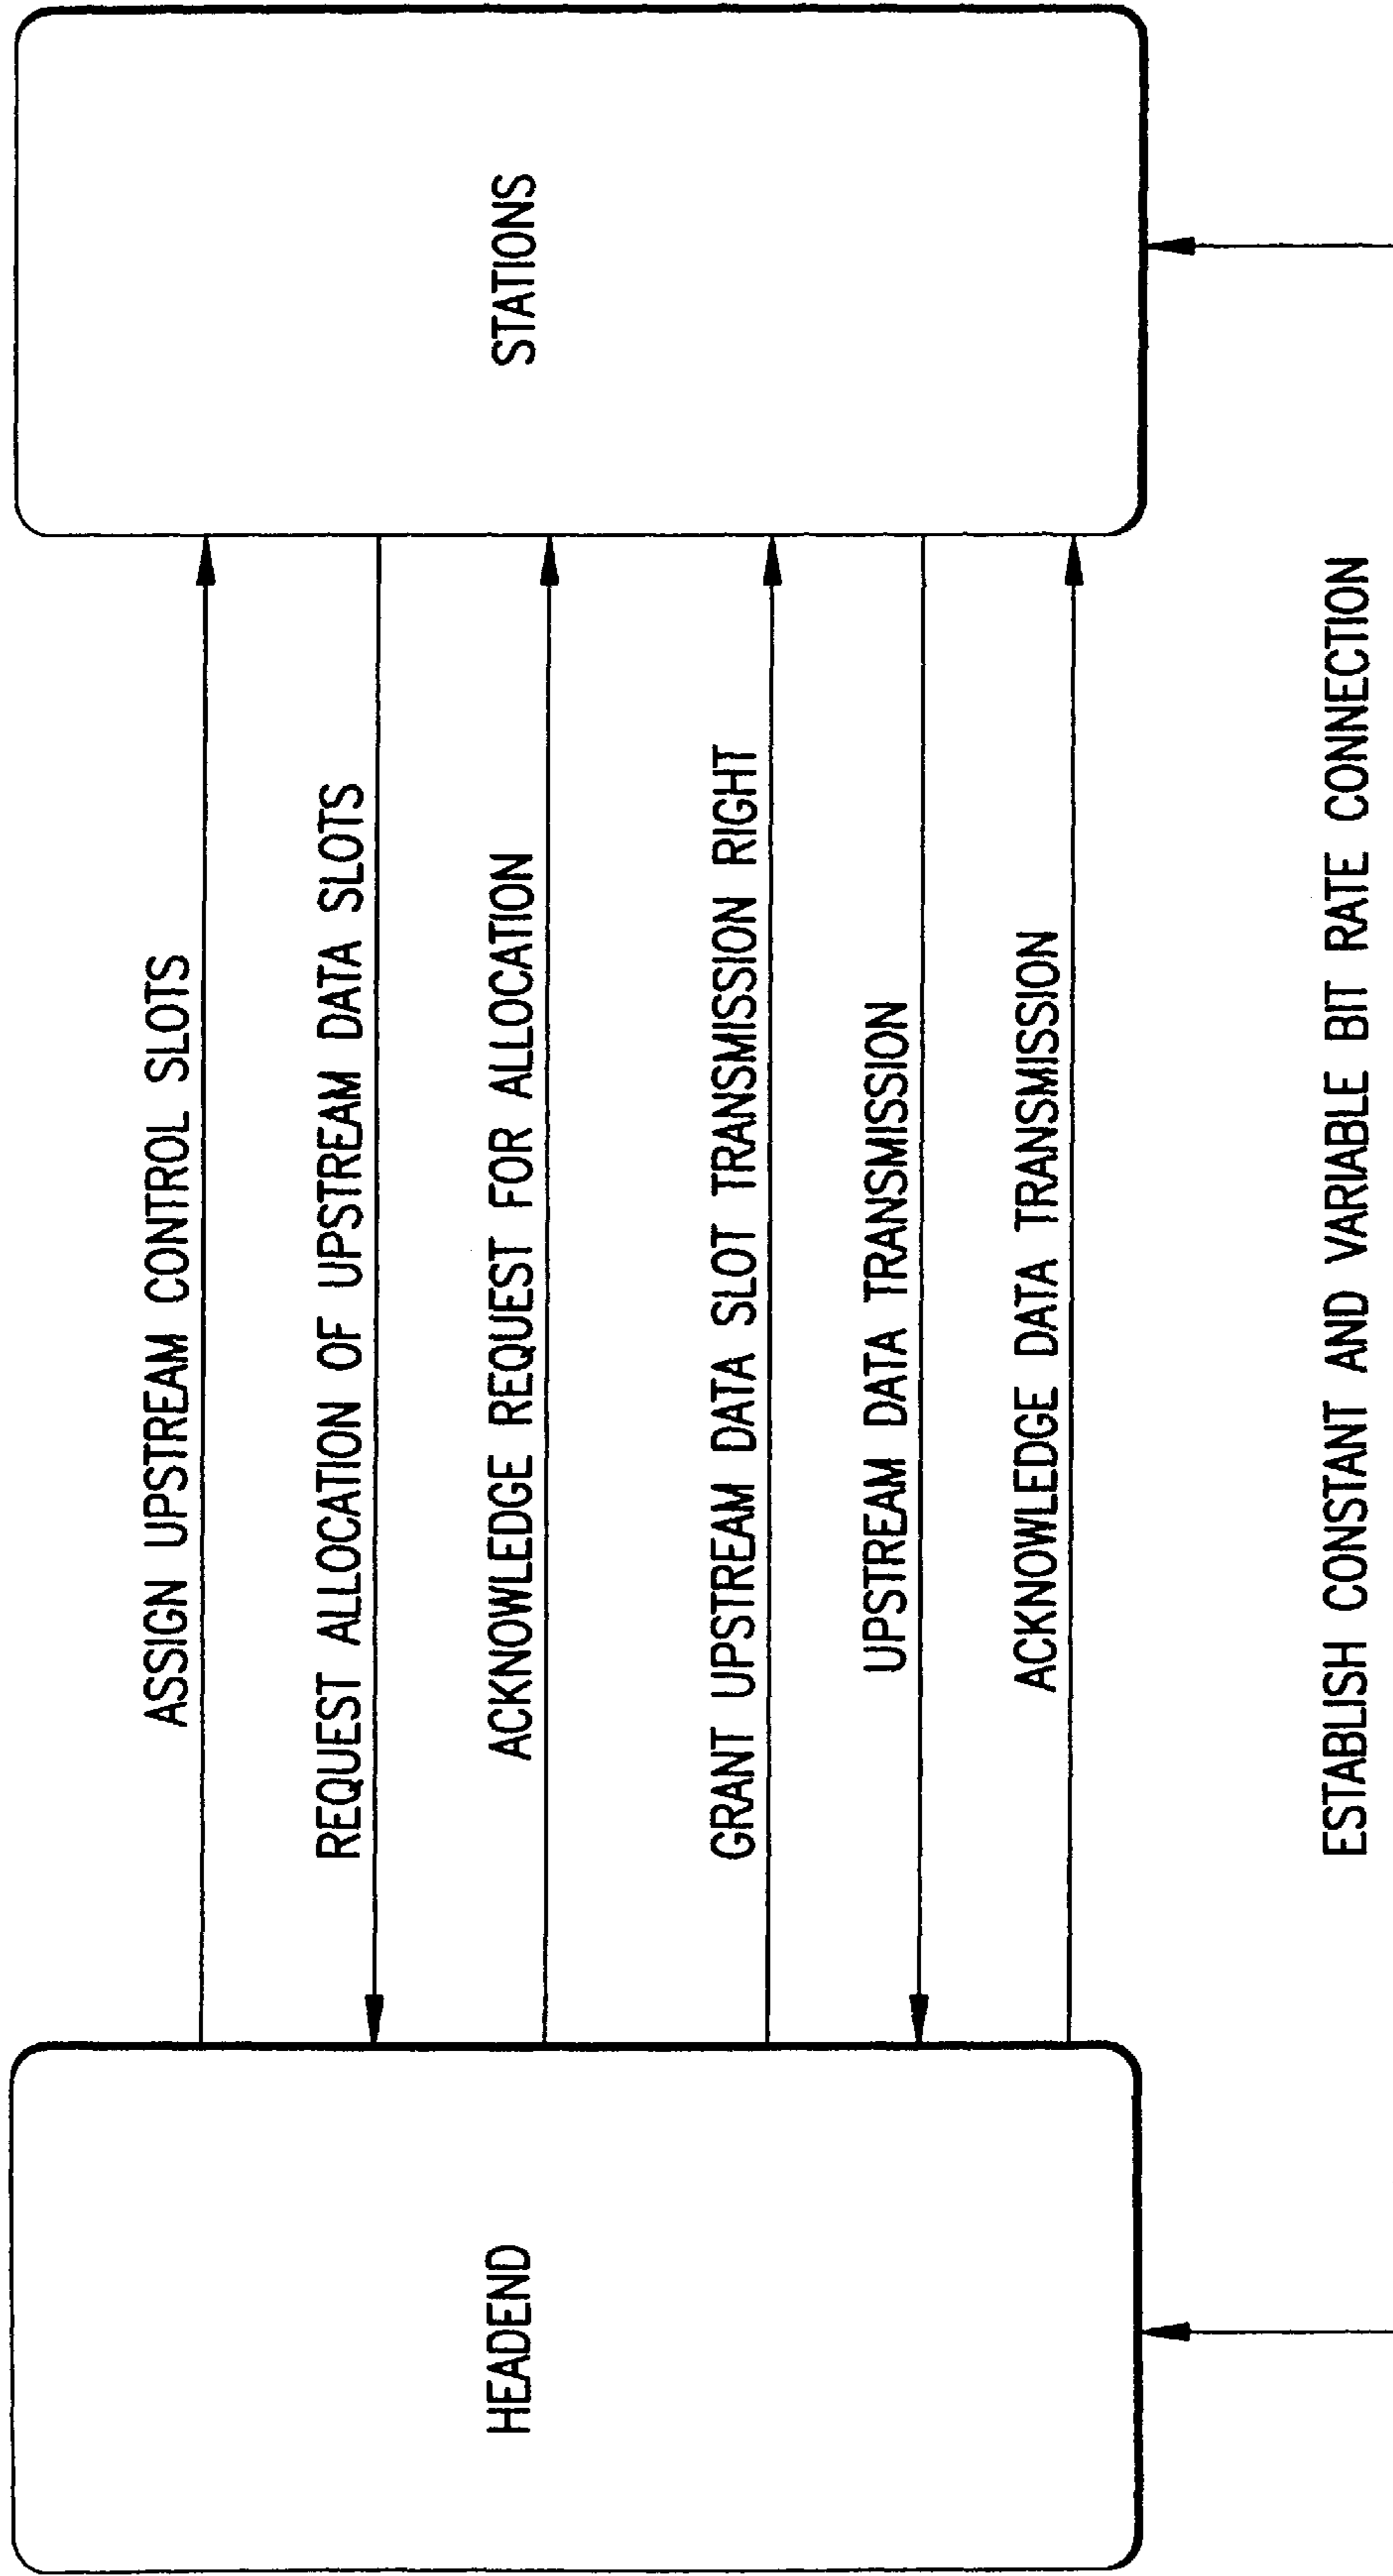 HEADEND
STATIONS
ASSIGN UPSTREAM CONTROL SLOTS
REQUEST ALLOCATION OF UPSTREAM DATA SLOTS
ACKNOWLEDGE REQUEST FOR ALLOCATION
GRANT UPSTREAM DATA SLOT TRANSMISSION RIGHT
UPSTREAM DATA TRANSMISSION
ACKNOWLEDGE DATA TRANSMISSION
ESTABLISH CONSTANT AND VARIABLE BIT RATE CONNECTION